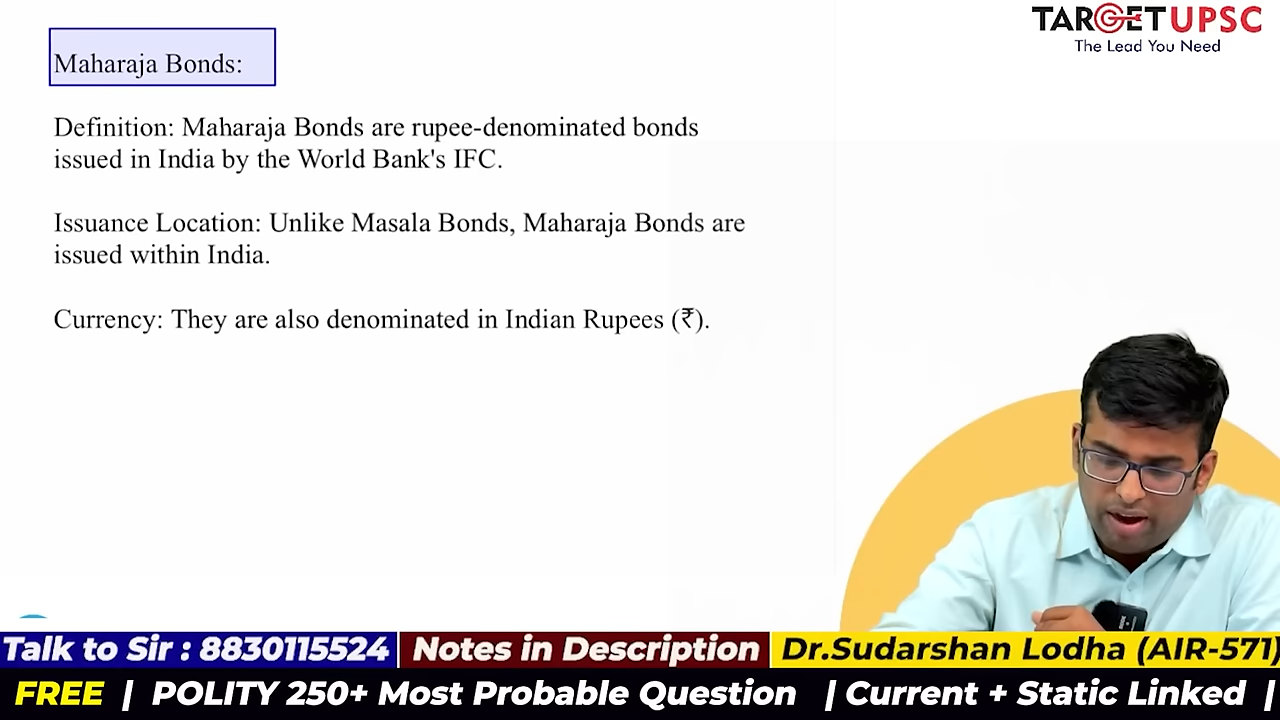 TARGETUPSC
The Lead You Need
Maharaja Bonds:
Definition: Maharaja Bonds are rupee-denominated bonds
issued in India by the World Bank's IFC.
Issuance Location: Unlike Masala Bonds, Maharaja Bonds are
issued within India.
Currency: They are also denominated in Indian Rupees (₹).
Talk to Sir : 8830115524 Notes in Description Dr.Sudarshan Lodha (AIR-571)
FREE | POLITY 250+ Most Probable Question | Current + Static Linked |